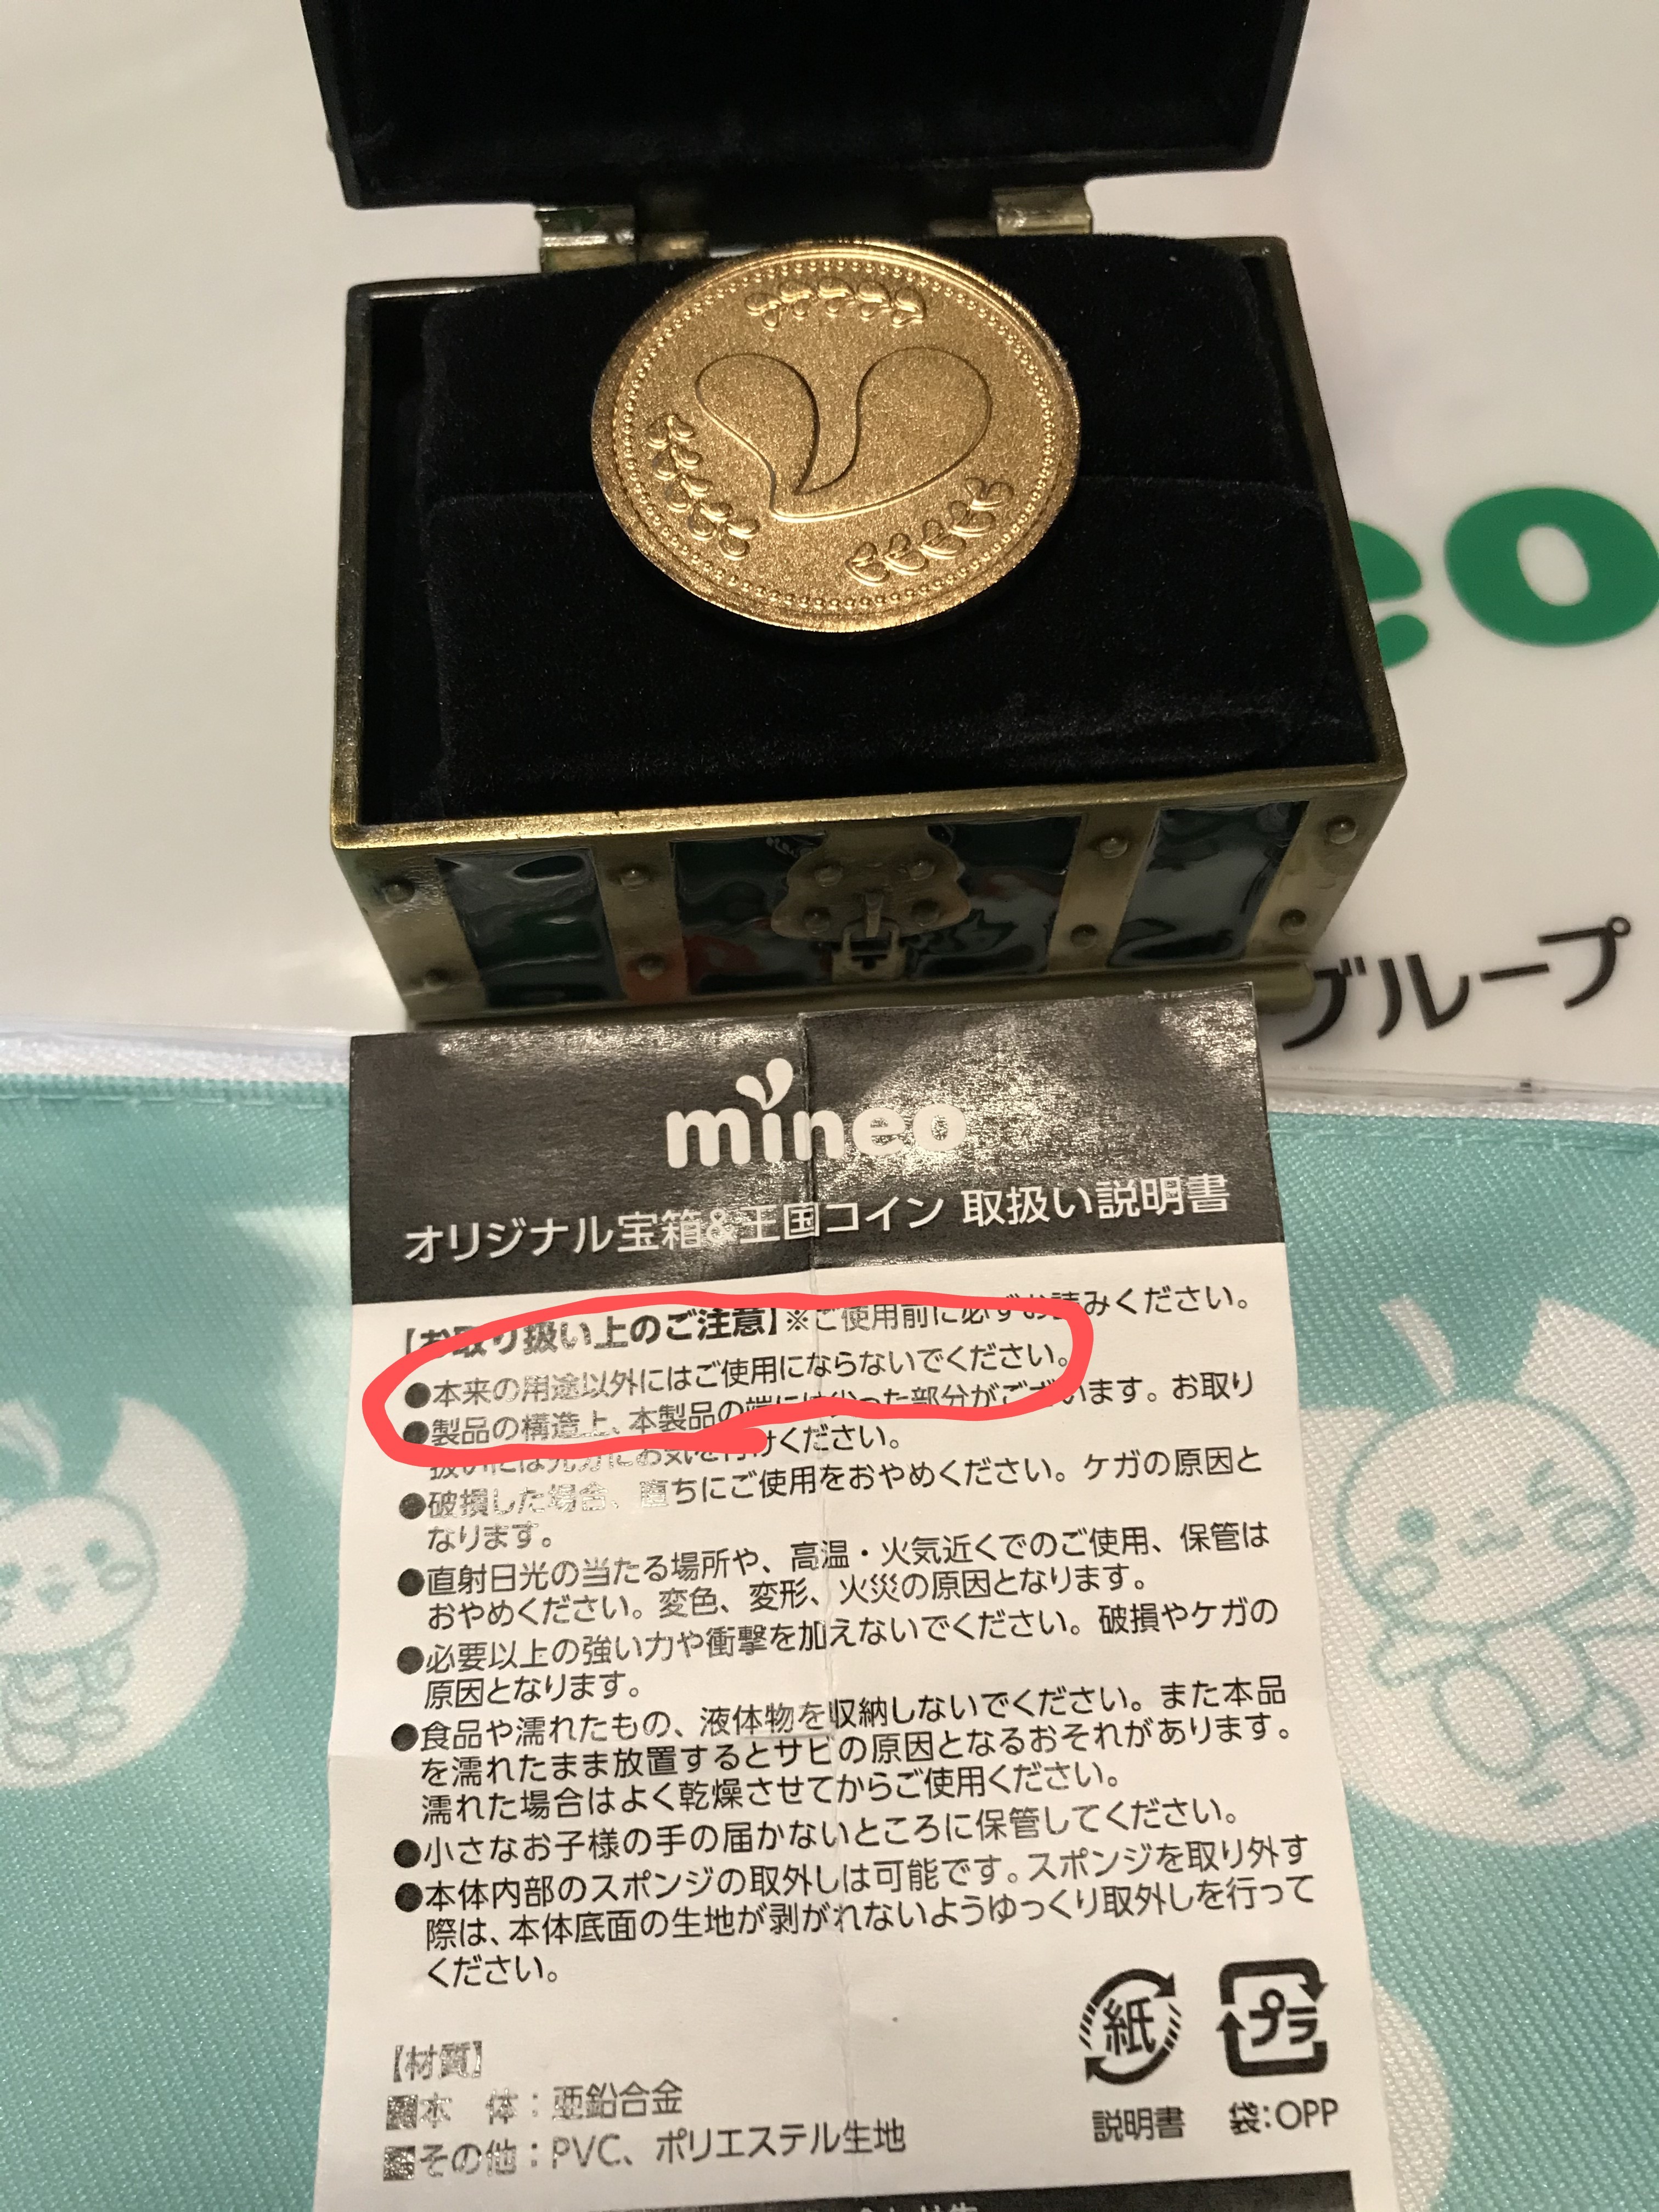 eo
グループ
mineo
オリジナル宝箱&王国コイン 取扱い説明書
【お取り扱い上のご注意】※ご使用前に必ずお読みください。
●本来の用途以外にはご使用にならないでください。
●製品の構造上、本製品の端には尖った部分がございます。お取り
扱いには充分にお気を付けください。
●破損した場合、直ちにご使用をおやめください。ケガの原因と
なります。
●直射日光の当たる場所や、高温・火気近くでのご使用、保管は
おやめください。変色、変形、火災の原因となります。
●必要以上の強い力や衝撃を加えないでください。破損やケガの
原因となります。
●食品や濡れたもの、液体物を収納しないでください。また本品
を濡れたまま放置するとサビの原因となるおそれがあります。
濡れた場合はよく乾燥させてからご使用ください。
●小さなお子様の手の届かないところに保管してください。
●本体内部のスポンジの取外しは可能です。スポンジを取り外す
際は、本体底面の生地が剥がれないようゆっくり取外しを行って
ください。
【材質】
■本 体：亜鉛合金
■その他：PVC、ポリエステル生地
紙
説明書
プラ
袋：OPP